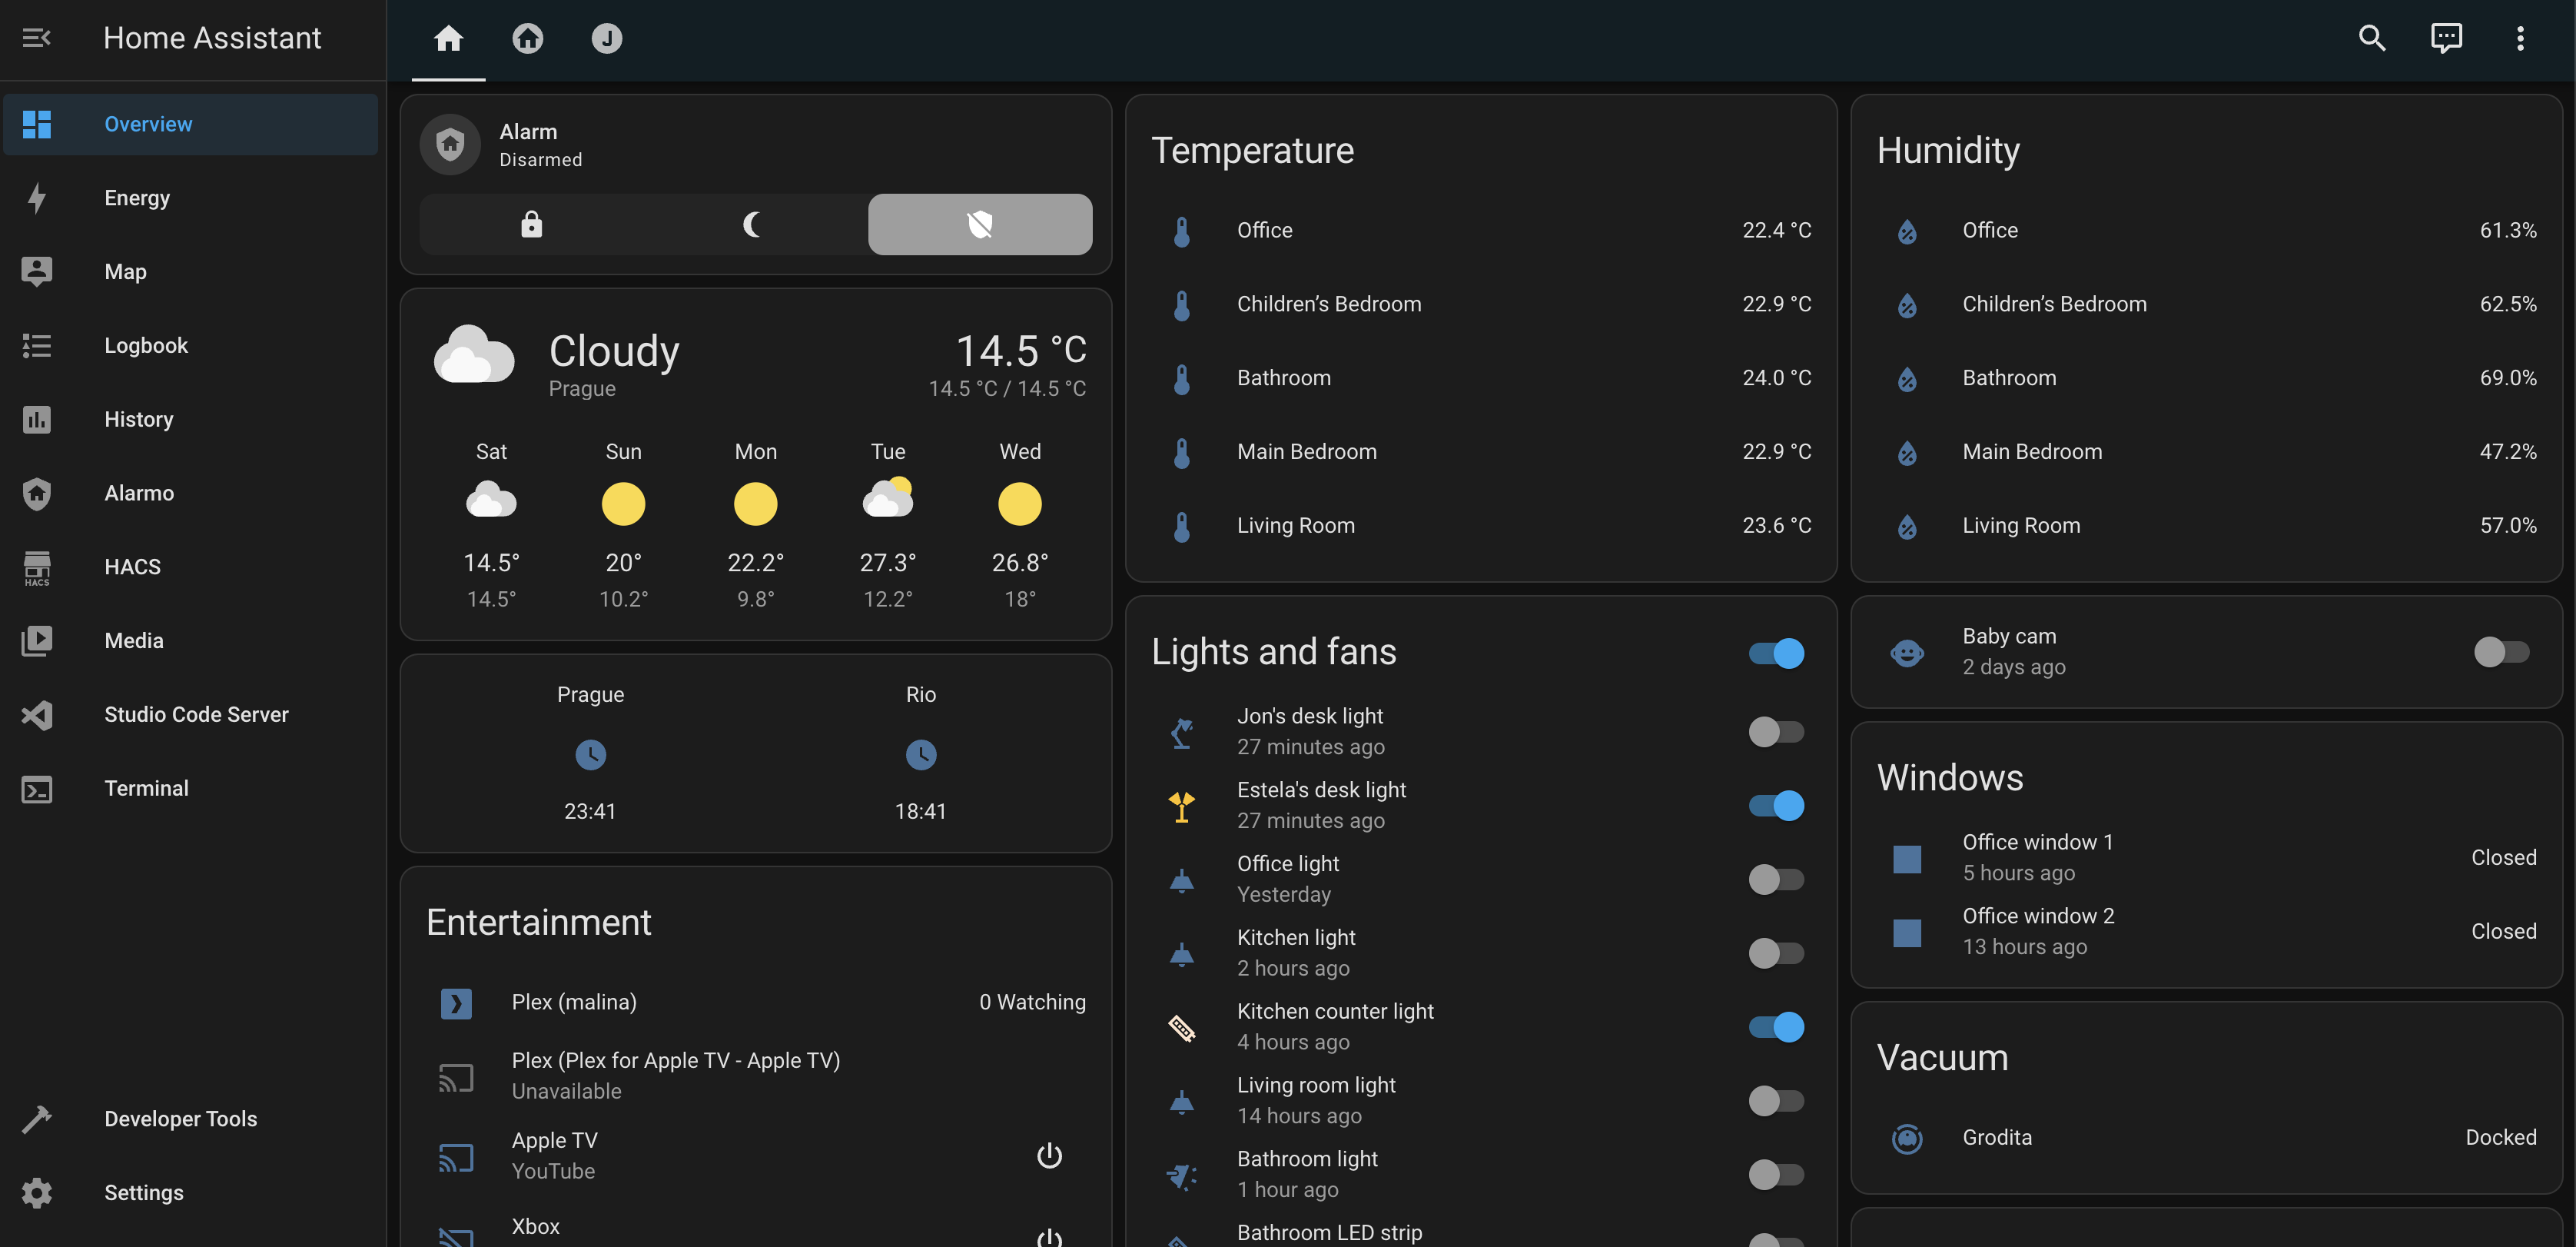 Home Assistant
J
Overview
Energy
Map
Logbook
History
Alarmo
HACS
HACS
Media
Studio Code Server
Terminal
Developer Tools
Settings
Alarm
Disarmed
Cloudy
Prague
14.5 °C
14.5 °C / 14.5 °C
Sat Sun Mon Tue Wed
14.5° 20° 22.2° 27.3° 26.8°
14.5° 10.2° 9.8° 12.2° 18°
Prague Rio
23:41 18:41
Entertainment
Plex (malina) 0 Watching
Plex (Plex for Apple TV - Apple TV)
Unavailable
Apple TV
YouTube
Xbox
Temperature
Office 22.4 °C
Children’s Bedroom 22.9 °C
Bathroom 24.0 °C
Main Bedroom 22.9 °C
Living Room 23.6 °C
Lights and fans
Jon's desk light
27 minutes ago
Estela's desk light
27 minutes ago
Office light
Yesterday
Kitchen light
2 hours ago
Kitchen counter light
4 hours ago
Living room light
14 hours ago
Bathroom light
1 hour ago
Bathroom LED strip
Humidity
Office 61.3%
Children’s Bedroom 62.5%
Bathroom 69.0%
Main Bedroom 47.2%
Living Room 57.0%
Baby cam
2 days ago
Windows
Office window 1
5 hours ago
Closed
Office window 2
13 hours ago
Closed
Vacuum
Grodita Docked